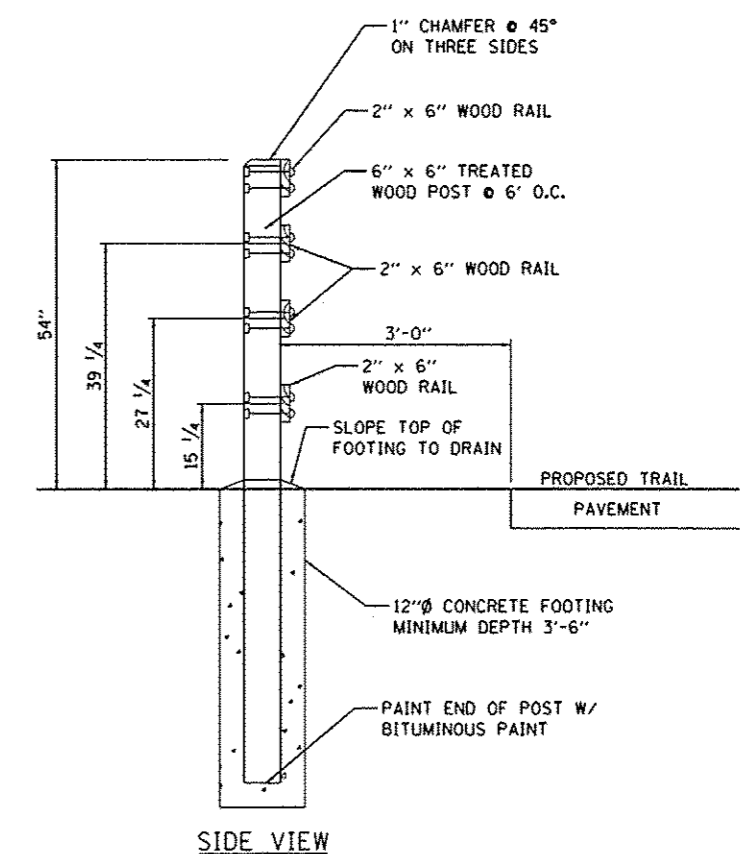 1" CHAMFER @ 45°
ON THREE SIDES
2" x 6" WOOD RAIL
6" x 6" TREATED
WOOD POST @ 6' O.C.
2" x 6" WOOD RAIL
3'-0"
54"
39 1/4
27 1/4
15 1/4
2" x 6"
WOOD RAIL
SLOPE TOP OF
FOOTING TO DRAIN
PROPOSED TRAIL
PAVEMENT
12"Ø CONCRETE FOOTING
MINIMUM DEPTH 3'-6"
PAINT END OF POST W/
BITUMINOUS PAINT
SIDE VIEW